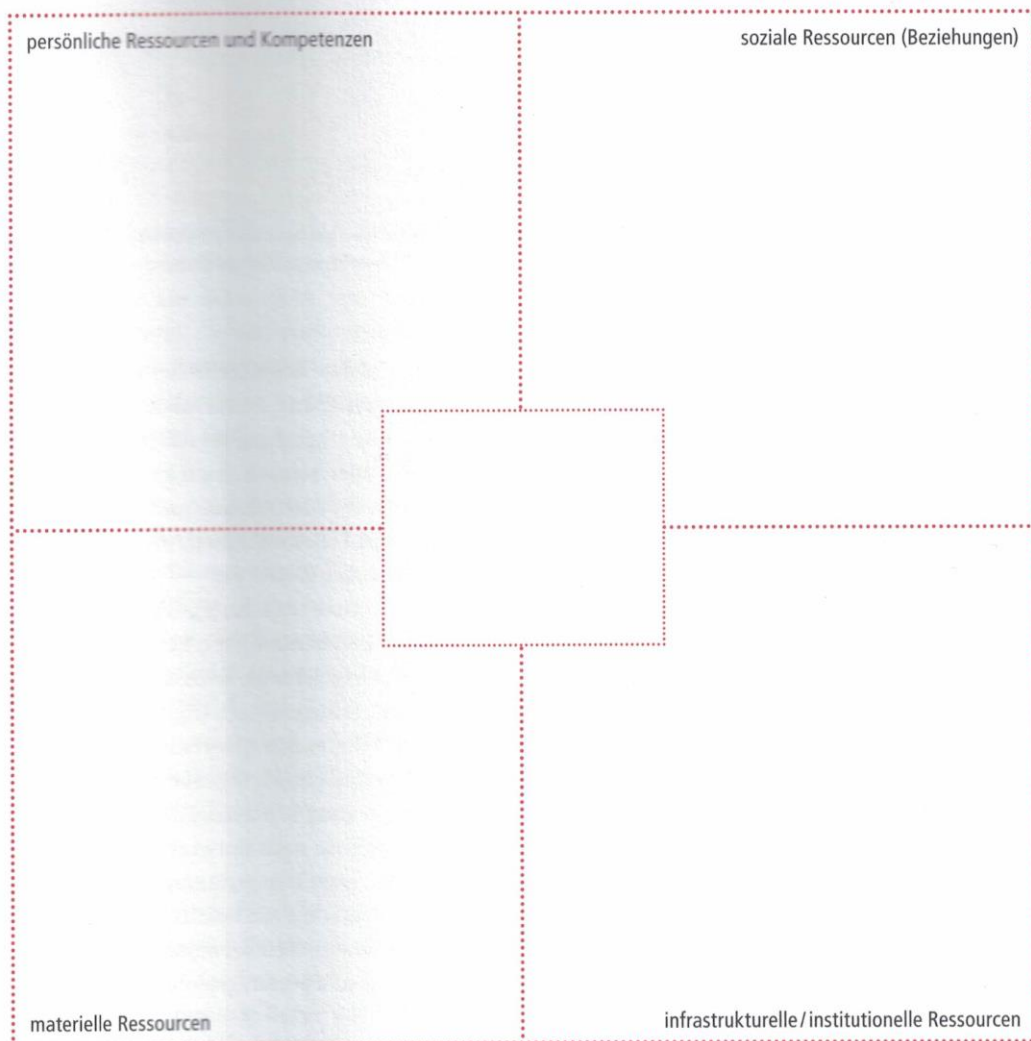 persönliche Ressourcen und Kompetenzen
soziale Ressourcen (Beziehungen)
materielle Ressourcen
infrastrukturelle/institutionelle Ressourcen